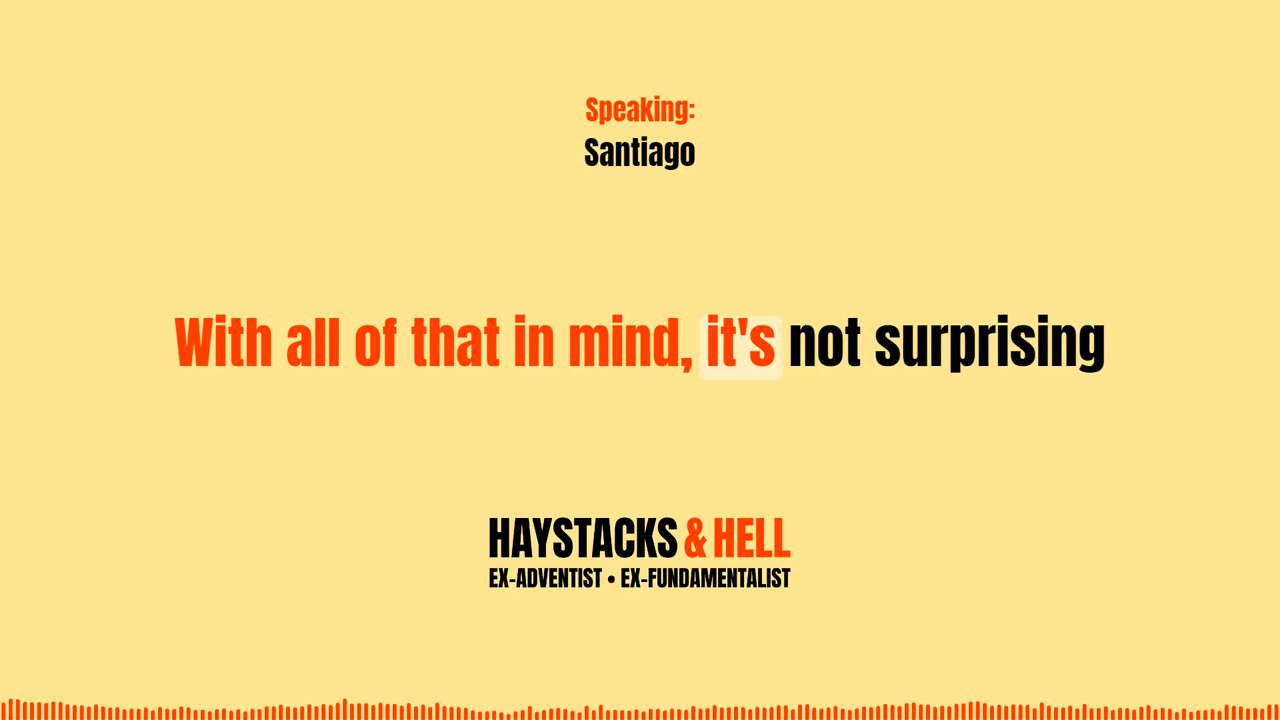 Speaking:
Santiago
With all of that in mind, it's not surprising
HAYSTACKS & HELL
EX-ADVENTIST • EX-FUNDAMENTALIST